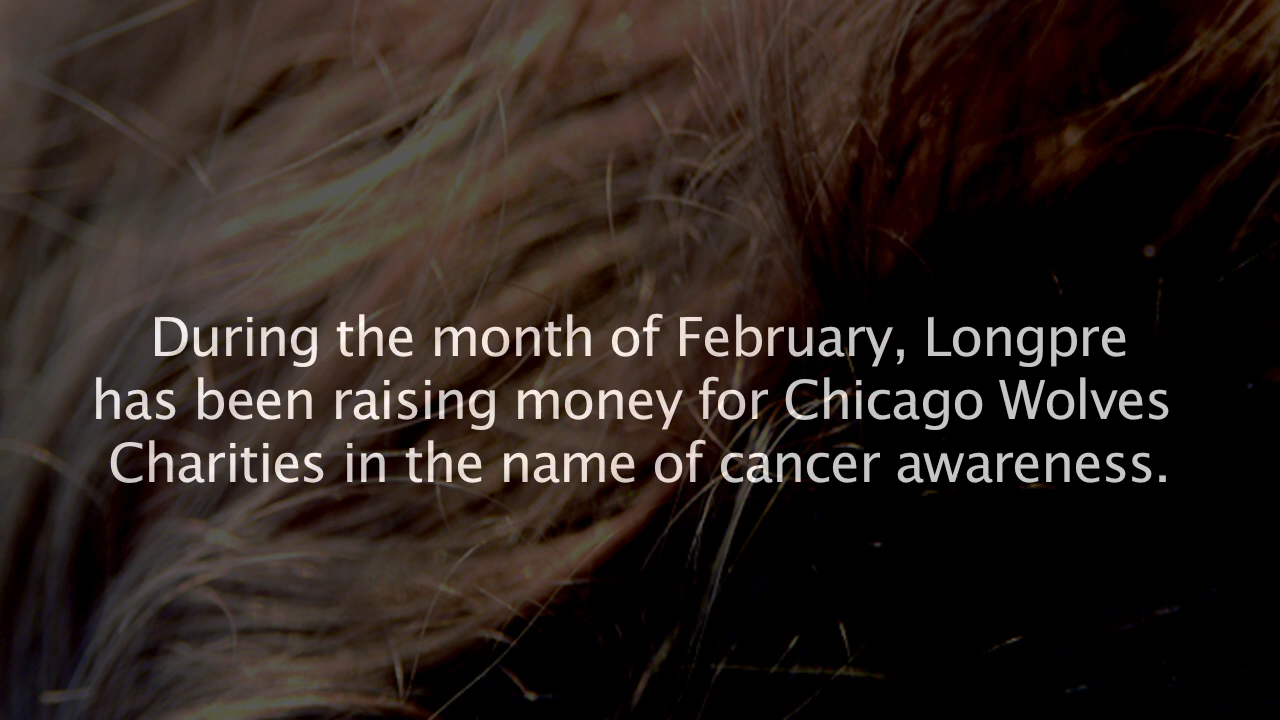 During the month of February, Longpre
has been raising money for Chicago Wolves
Charities in the name of cancer awareness.